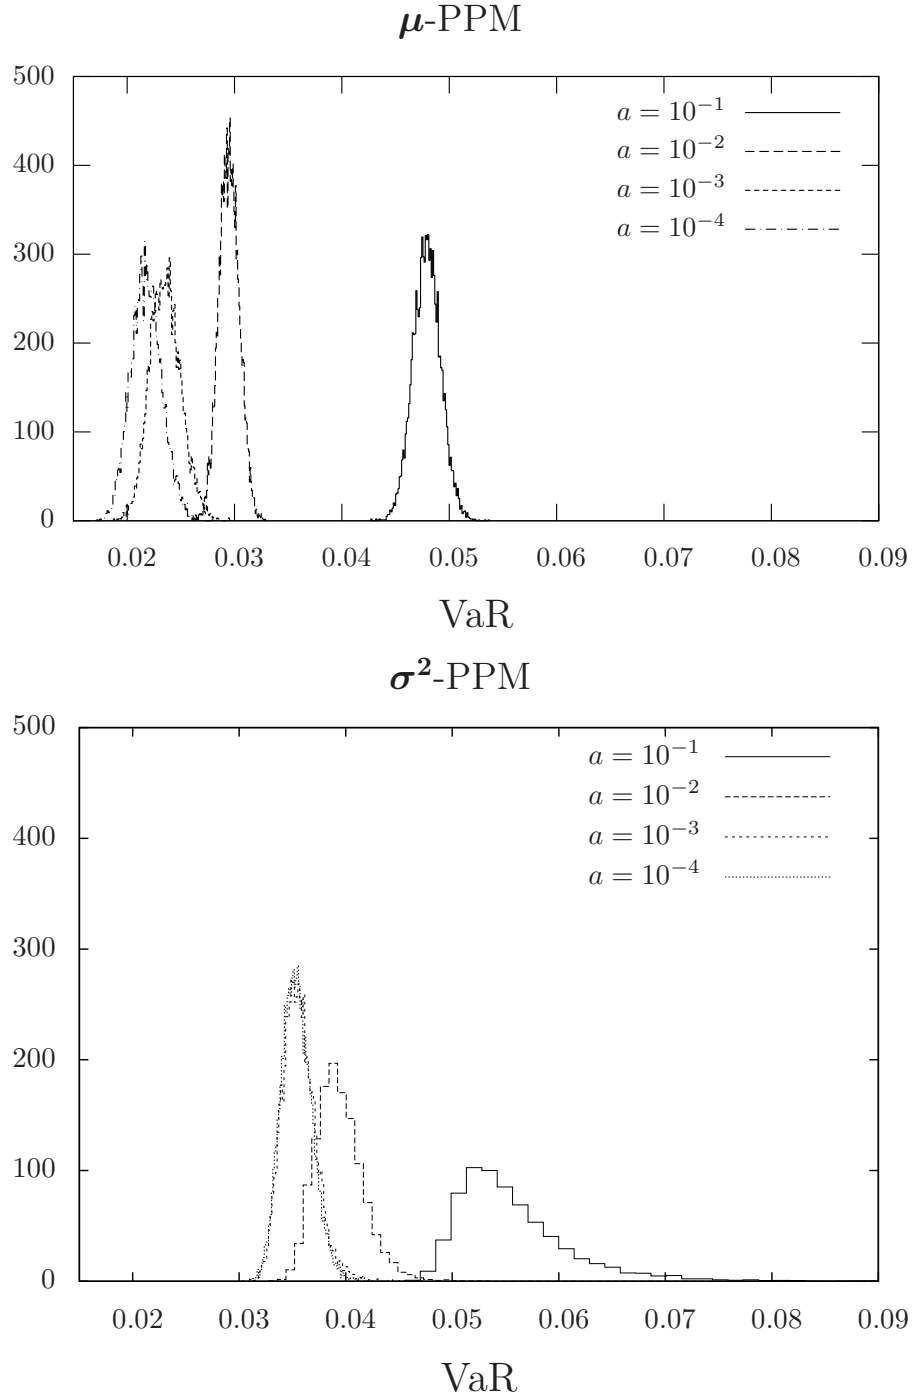 μ-PPM
500
400
300
200
100
0
a = 10⁻¹
a = 10⁻²
a = 10⁻³
a = 10⁻⁴
0.02 0.03 0.04 0.05 0.06 0.07 0.08 0.09
VaR
σ²-PPM
500
400
300
200
100
0
a = 10⁻¹
a = 10⁻²
a = 10⁻³
a = 10⁻⁴
0.02 0.03 0.04 0.05 0.06 0.07 0.08 0.09
VaR